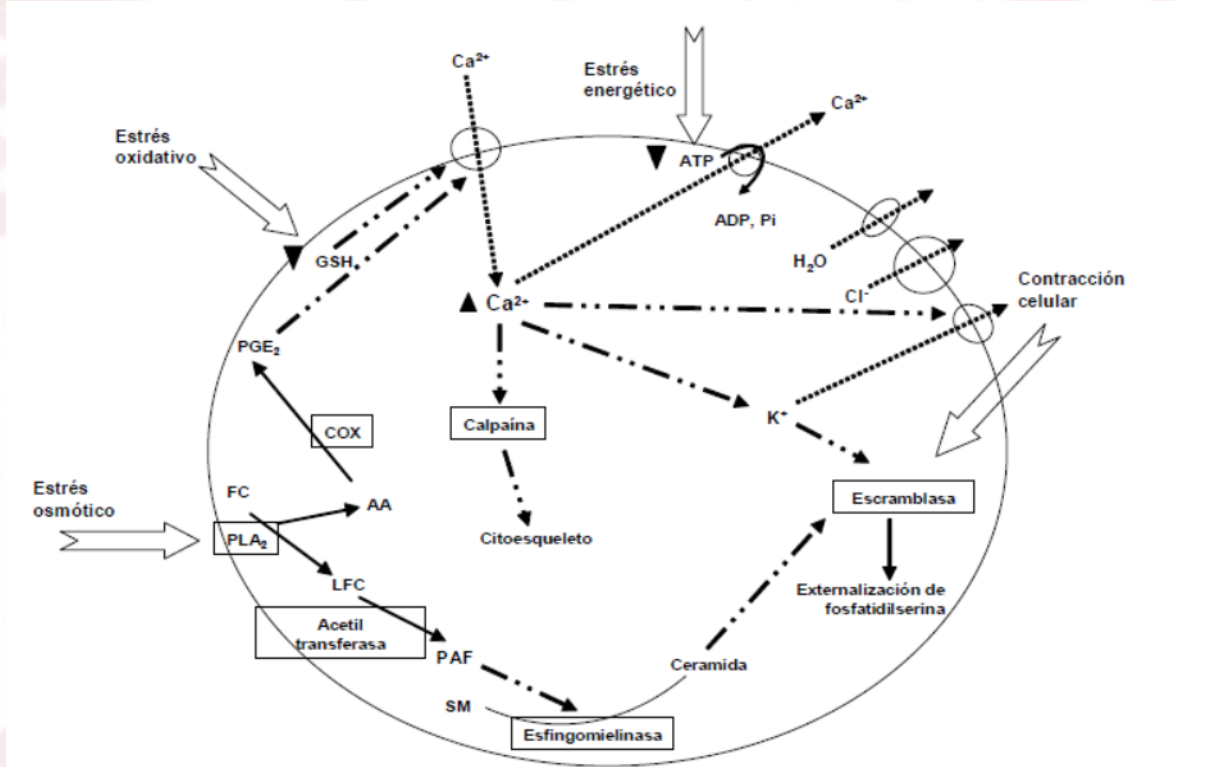 Ca²⁺
Estrés
energético
Ca²⁺
Estrés
oxidativo
ATP
ADP, Pi
GSH
H₂O
Cl⁻
Contracción
celular
Ca²⁺
PGE₂
K⁺
Calpaína
COX
Estrés
osmótico
FC
AA
Escramblasa
PLA₂
Citoesqueleto
LFC
Externalización de
fosfatidilserina
Acetil
transferasa
PAF
Ceramida
SM
Esfingomielinasa